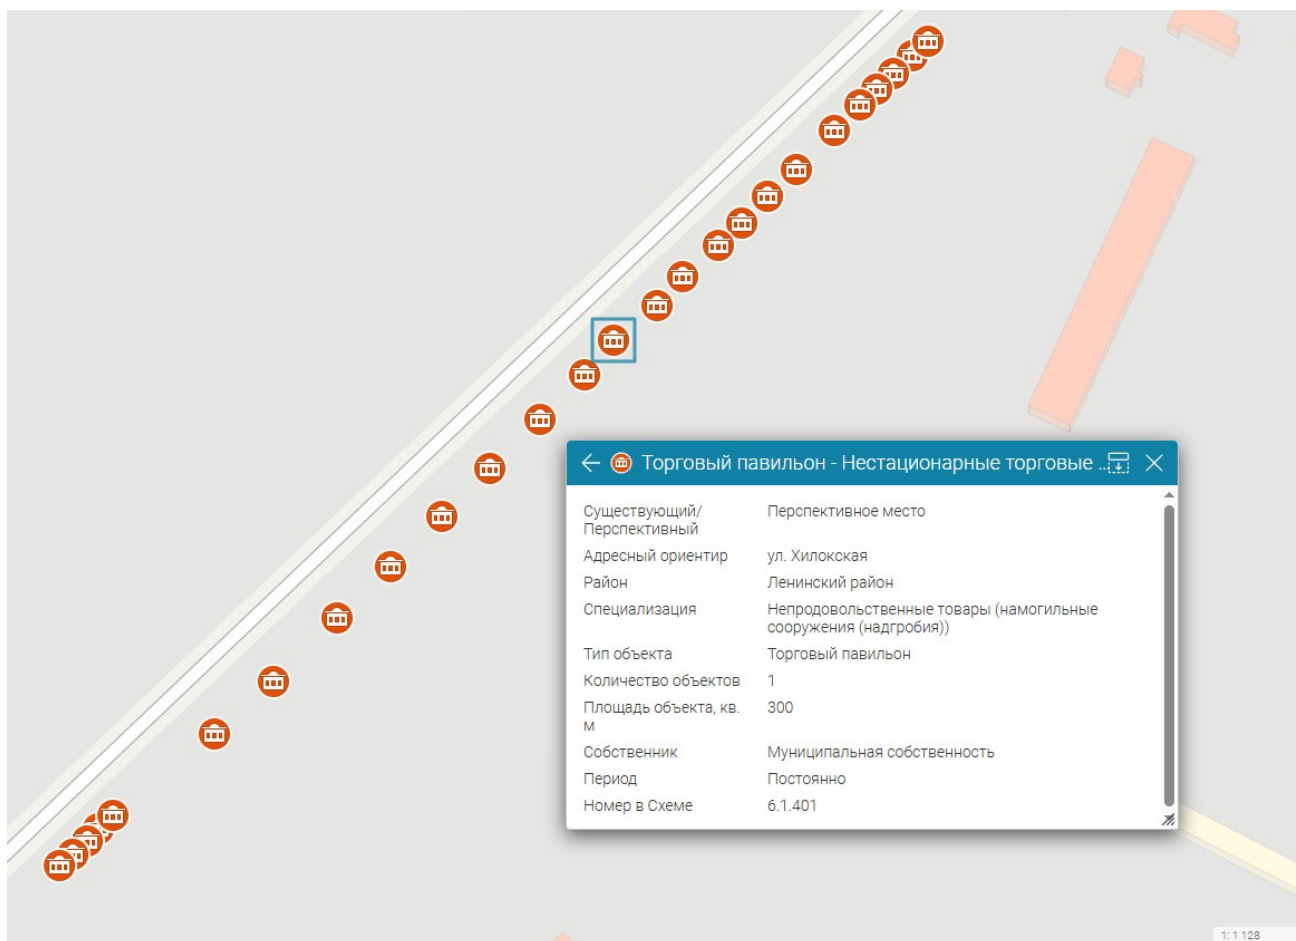 Торговый павильон - Нестационарные торговые ...
Существующий/ Перспективное место
Перспективный
Адресный ориентир ул. Хилокская
Район Ленинский район
Специализация Непродовольственные товары (намогильные
сооружения (надгробия))
Тип объекта Торговый павильон
Количество объектов 1
Площадь объекта, кв. 300
м
Собственник Муниципальная собственность
Период Постоянно
Номер в Схеме 6.1.401
1:1 128